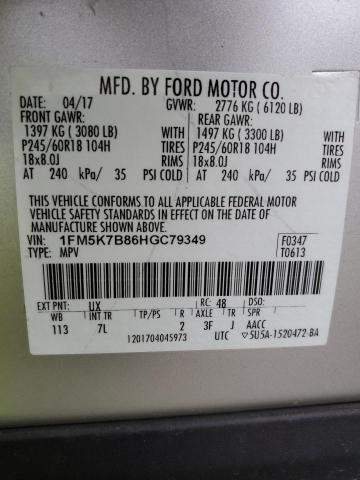 MFD. BY FORD MOTOR CO.
DATE: 04/17 GVWR: 2776 KG ( 6120 LB)
FRONT GAWR: REAR GAWR:
1397 KG ( 3080 LB) WITH 1497 KG ( 3300 LB) WITH
P245/60R18 104H TIRES P245/60R18 104H TIRES
18x8.0J RIMS 18x8.0J RIMS
AT 240 kPa/ 35 PSI COLD AT 240 kPa/ 35 PSI COLD
THIS VEHICLE CONFORMS TO ALL APPLICABLE FEDERAL MOTOR
VEHICLE SAFETY AND THEFT PREVENTION STANDARDS IN EFFECT ON THE DATE OF
MANUFACTURE SHOWN ABOVE.
VIN: 1FM5K7B86HGC79349 F0347
TYPE: MPV T0613
EXT PNT: UX RC: 48 DSO:
WB INT TR TP/PS R AXLE TR SPR
113 7L 2 3F J AACC
1201704045973 UTC ▽5U5A-1520472-BA